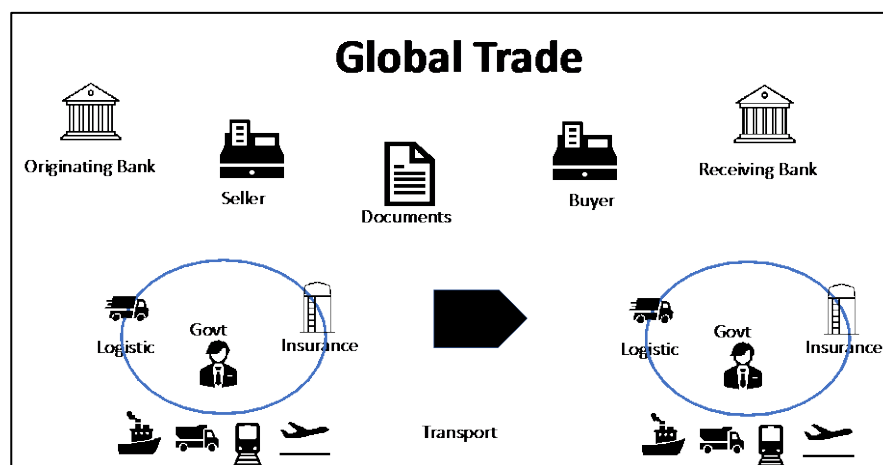 Global Trade
Originating Bank
Seller
Documents
Buyer
Receiving Bank
Logistic
Govt
Insurance
Logistic
Govt
Insurance
Transport